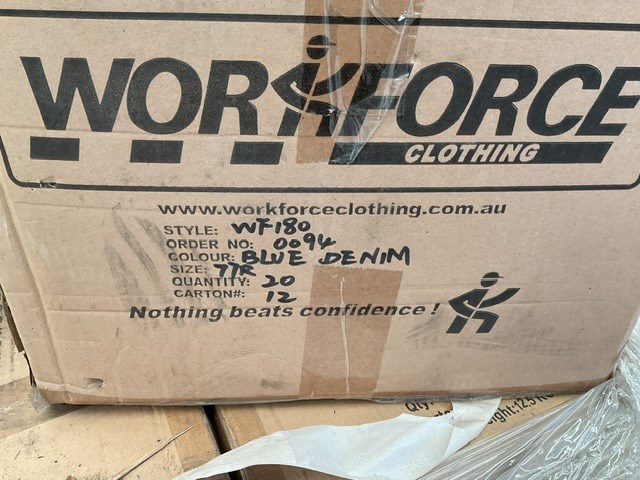 WORKFORCE
CLOTHING
www.workforceclothing.com.au
STYLE: WF180
ORDER NO: 0094
COLOUR: BLUE DENIM
SIZE: 77R
QUANTITY: 20
CARTON#: 12
Nothing beats confidence!
Qty: